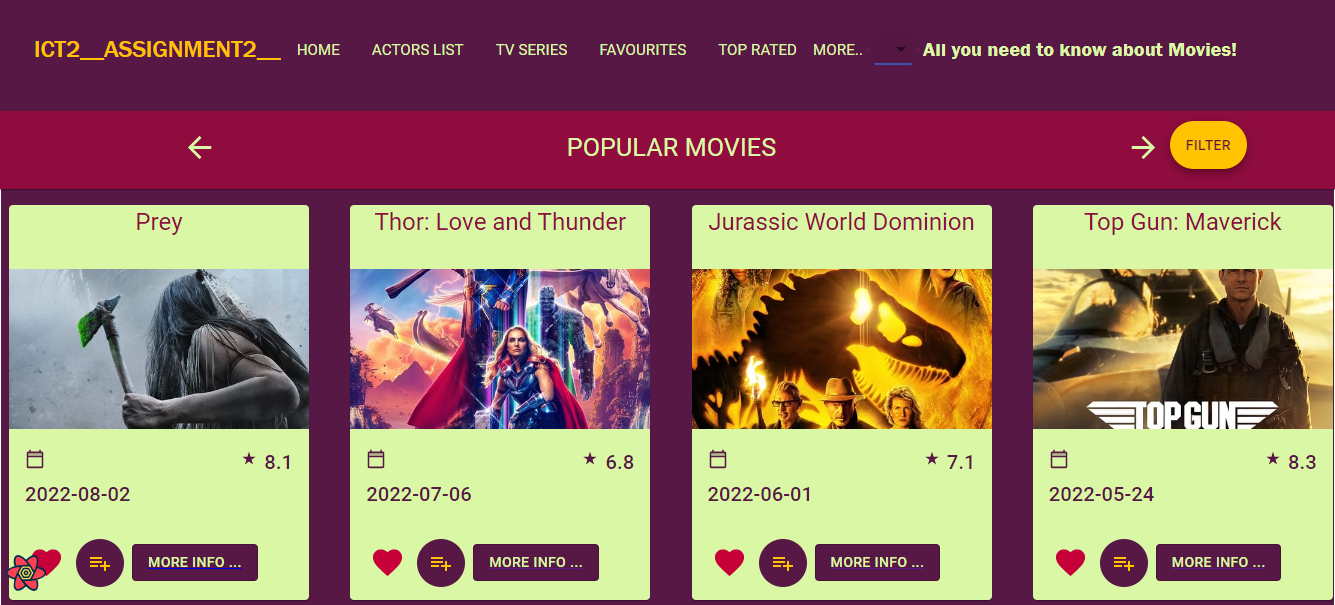 ICT2__ASSIGNMENT2__ HOME ACTORS LIST TV SERIES FAVOURITES TOP RATED MORE.. All you need to know about Movies!
POPULAR MOVIES FILTER
Prey Thor: Love and Thunder Jurassic World Dominion Top Gun: Maverick
TOP GUN
8.1 6.8 7.1 8.3
2022-08-02 2022-07-06 2022-06-01 2022-05-24
MORE INFO ... MORE INFO ... MORE INFO ... MORE INFO ...